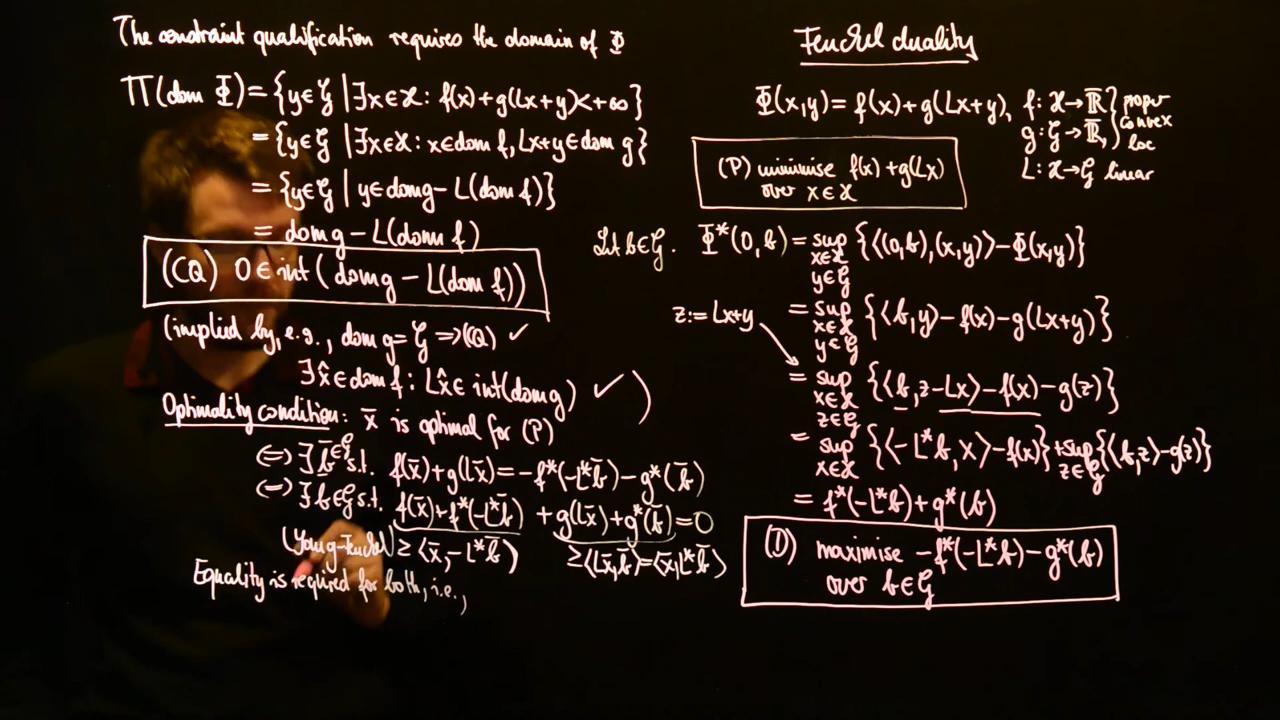 The constraint qualification requires the domain of Φ
Π(dom Φ) = {y∈G | ∃x∈X : f(x)+g(Lx+y)<+∞}
= {y∈G | ∃x∈X : x∈dom f, Lx+y∈dom g}
= {y∈G | y∈dom g − L(dom f)}
= dom g − L(dom f)
(CQ) 0∈int(dom g − L(dom f))
(implied by, e.g., dom g = G ⇒ (CQ) ✓
∃x̂∈dom f : Lx̂∈ int(dom g) ✓ )
Optimality condition: x̄ is optimal for (P)
⇔ ∃ b̄∈G s.t. f(x̄)+g(Lx̄) = −f*(−L*b̄)−g*(b̄)
⇔ ∃ b̄∈G s.t. f(x̄)+f*(−L*b̄) + g(Lx̄)+g*(b̄) = 0
(Young-Fenchel) ≥ ⟨x̄, −L*b̄⟩ ≥ ⟨Lx̄, b̄⟩ = ⟨x̄, L*b̄⟩
Equality is required for both, i.e.,
Fenchel duality
Φ(x,y) = f(x)+g(Lx+y), f: X→R̄ } proper
g: G→R̄, } convex
lsc
L: X→G linear
(P) minimise f(x)+g(Lx)
over x∈X
Let b∈G. Φ*(0,b) = sup {⟨(0,b),(x,y)⟩−Φ(x,y)}
x∈X
y∈G
z := Lx+y = sup {⟨b,y⟩−f(x)−g(Lx+y)}
x∈X
y∈G
= sup {⟨b, z−Lx⟩−f(x)−g(z)}
x∈X
z∈G
= sup {⟨−L*b, x⟩−f(x)} + sup {⟨b,z⟩−g(z)}
x∈X z∈G
= f*(−L*b)+g*(b)
(D) maximise −f*(−L*b)−g*(b)
over b∈G